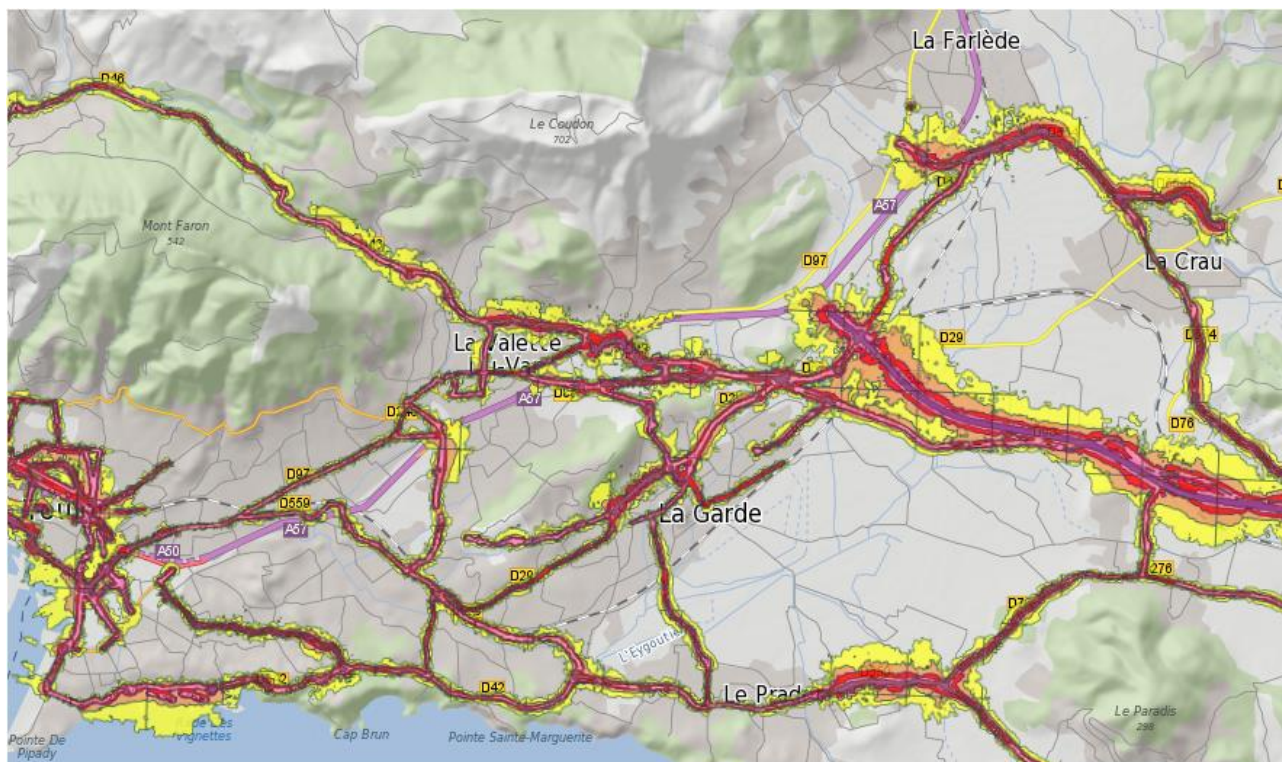 La Farlède
D46
Le Coudon
702
A57
Mont Faron
542
D97
La Crau
D29
La Valette
A57
D76
D97
D559
A57
La Garde
A50
D29
276
L'Eygoutier
D42
Le Paradis
298
Cap Brun
Pointe Sainte-Marguerite
Pointe De
Pipady